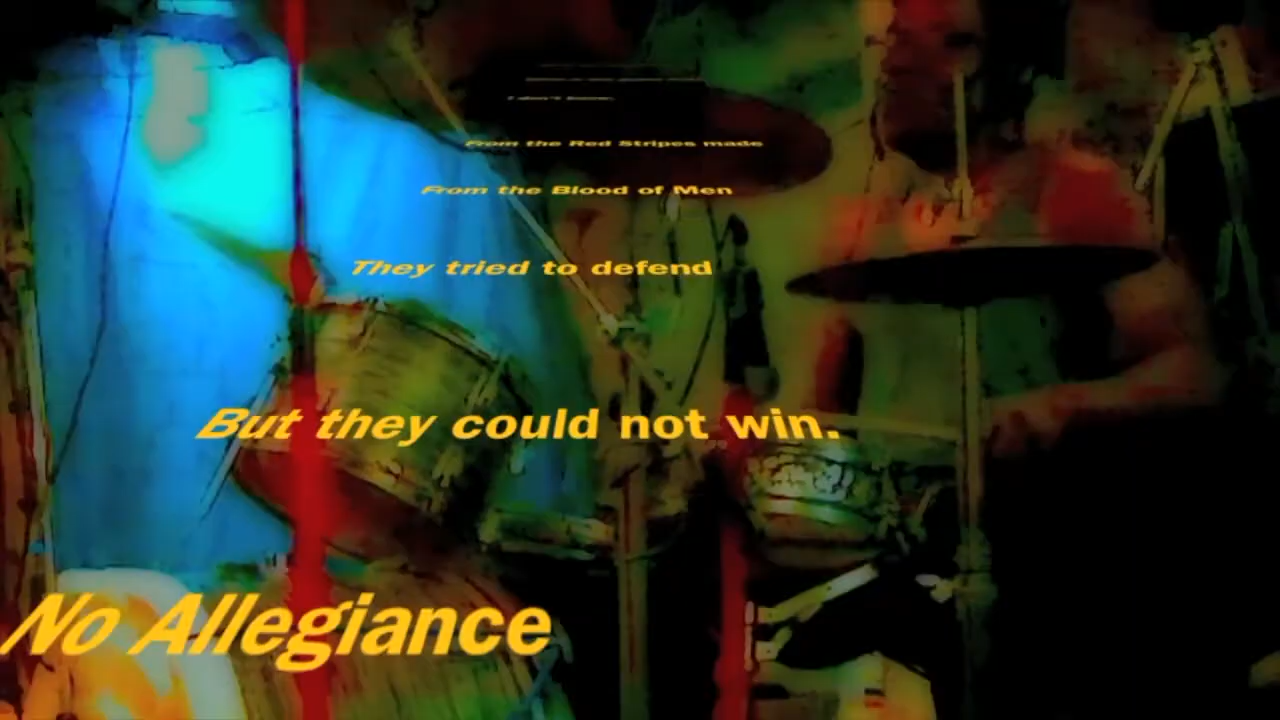 From the Red Stripes made
From the Blood of Men
They tried to defend
But they could not win.
No Allegiance